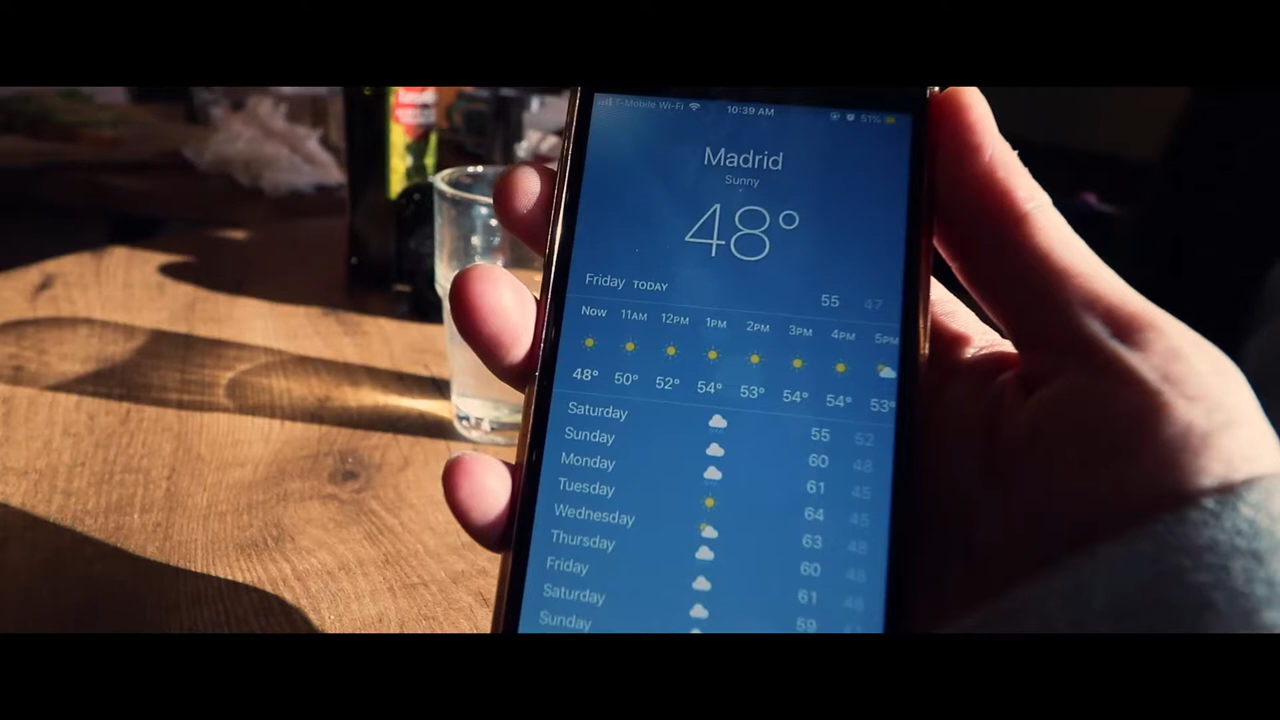 T-Mobile Wi-Fi 10:39 AM 51%
Madrid
Sunny
48°
Friday TODAY 55 47
Now 11AM 12PM 1PM 2PM 3PM 4PM 5PM
48° 50° 52° 54° 53° 54° 54° 53°
Saturday 55 52
Sunday 60 48
Monday 61 45
Tuesday 64 45
Wednesday 63 48
Thursday 60 48
Friday 61 48
Saturday 59
Sunday